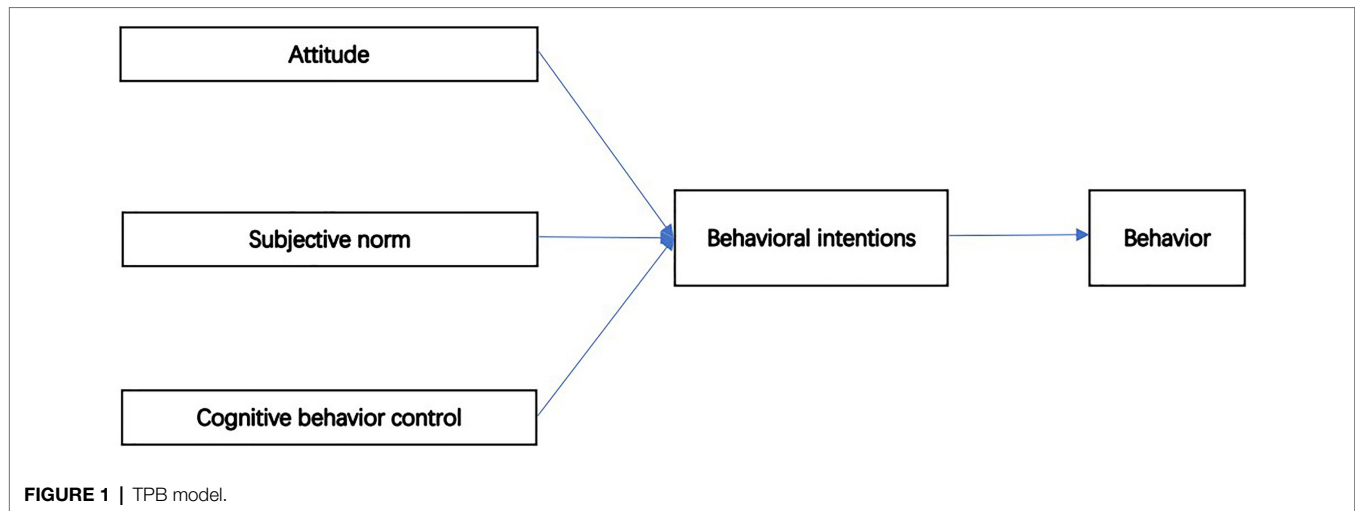 Attitude
Subjective norm
Behavioral intentions
Behavior
Cognitive behavior control
FIGURE 1 | TPB model.